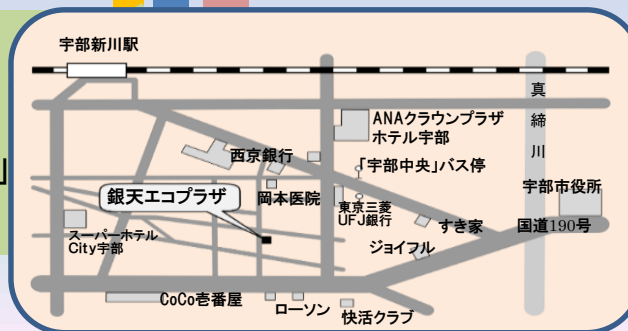 宇部新川駅
真締川
ANAクラウンプラザ
ホテル宇部
西京銀行
「宇部中央」バス停
」
銀天エコプラザ
岡本医院
東京三菱
UFJ銀行
宇部市役所
すき家
国道190号
スーパーホテル
City宇部
ジョイフル
CoCo壱番屋
ローソン
快活クラブ